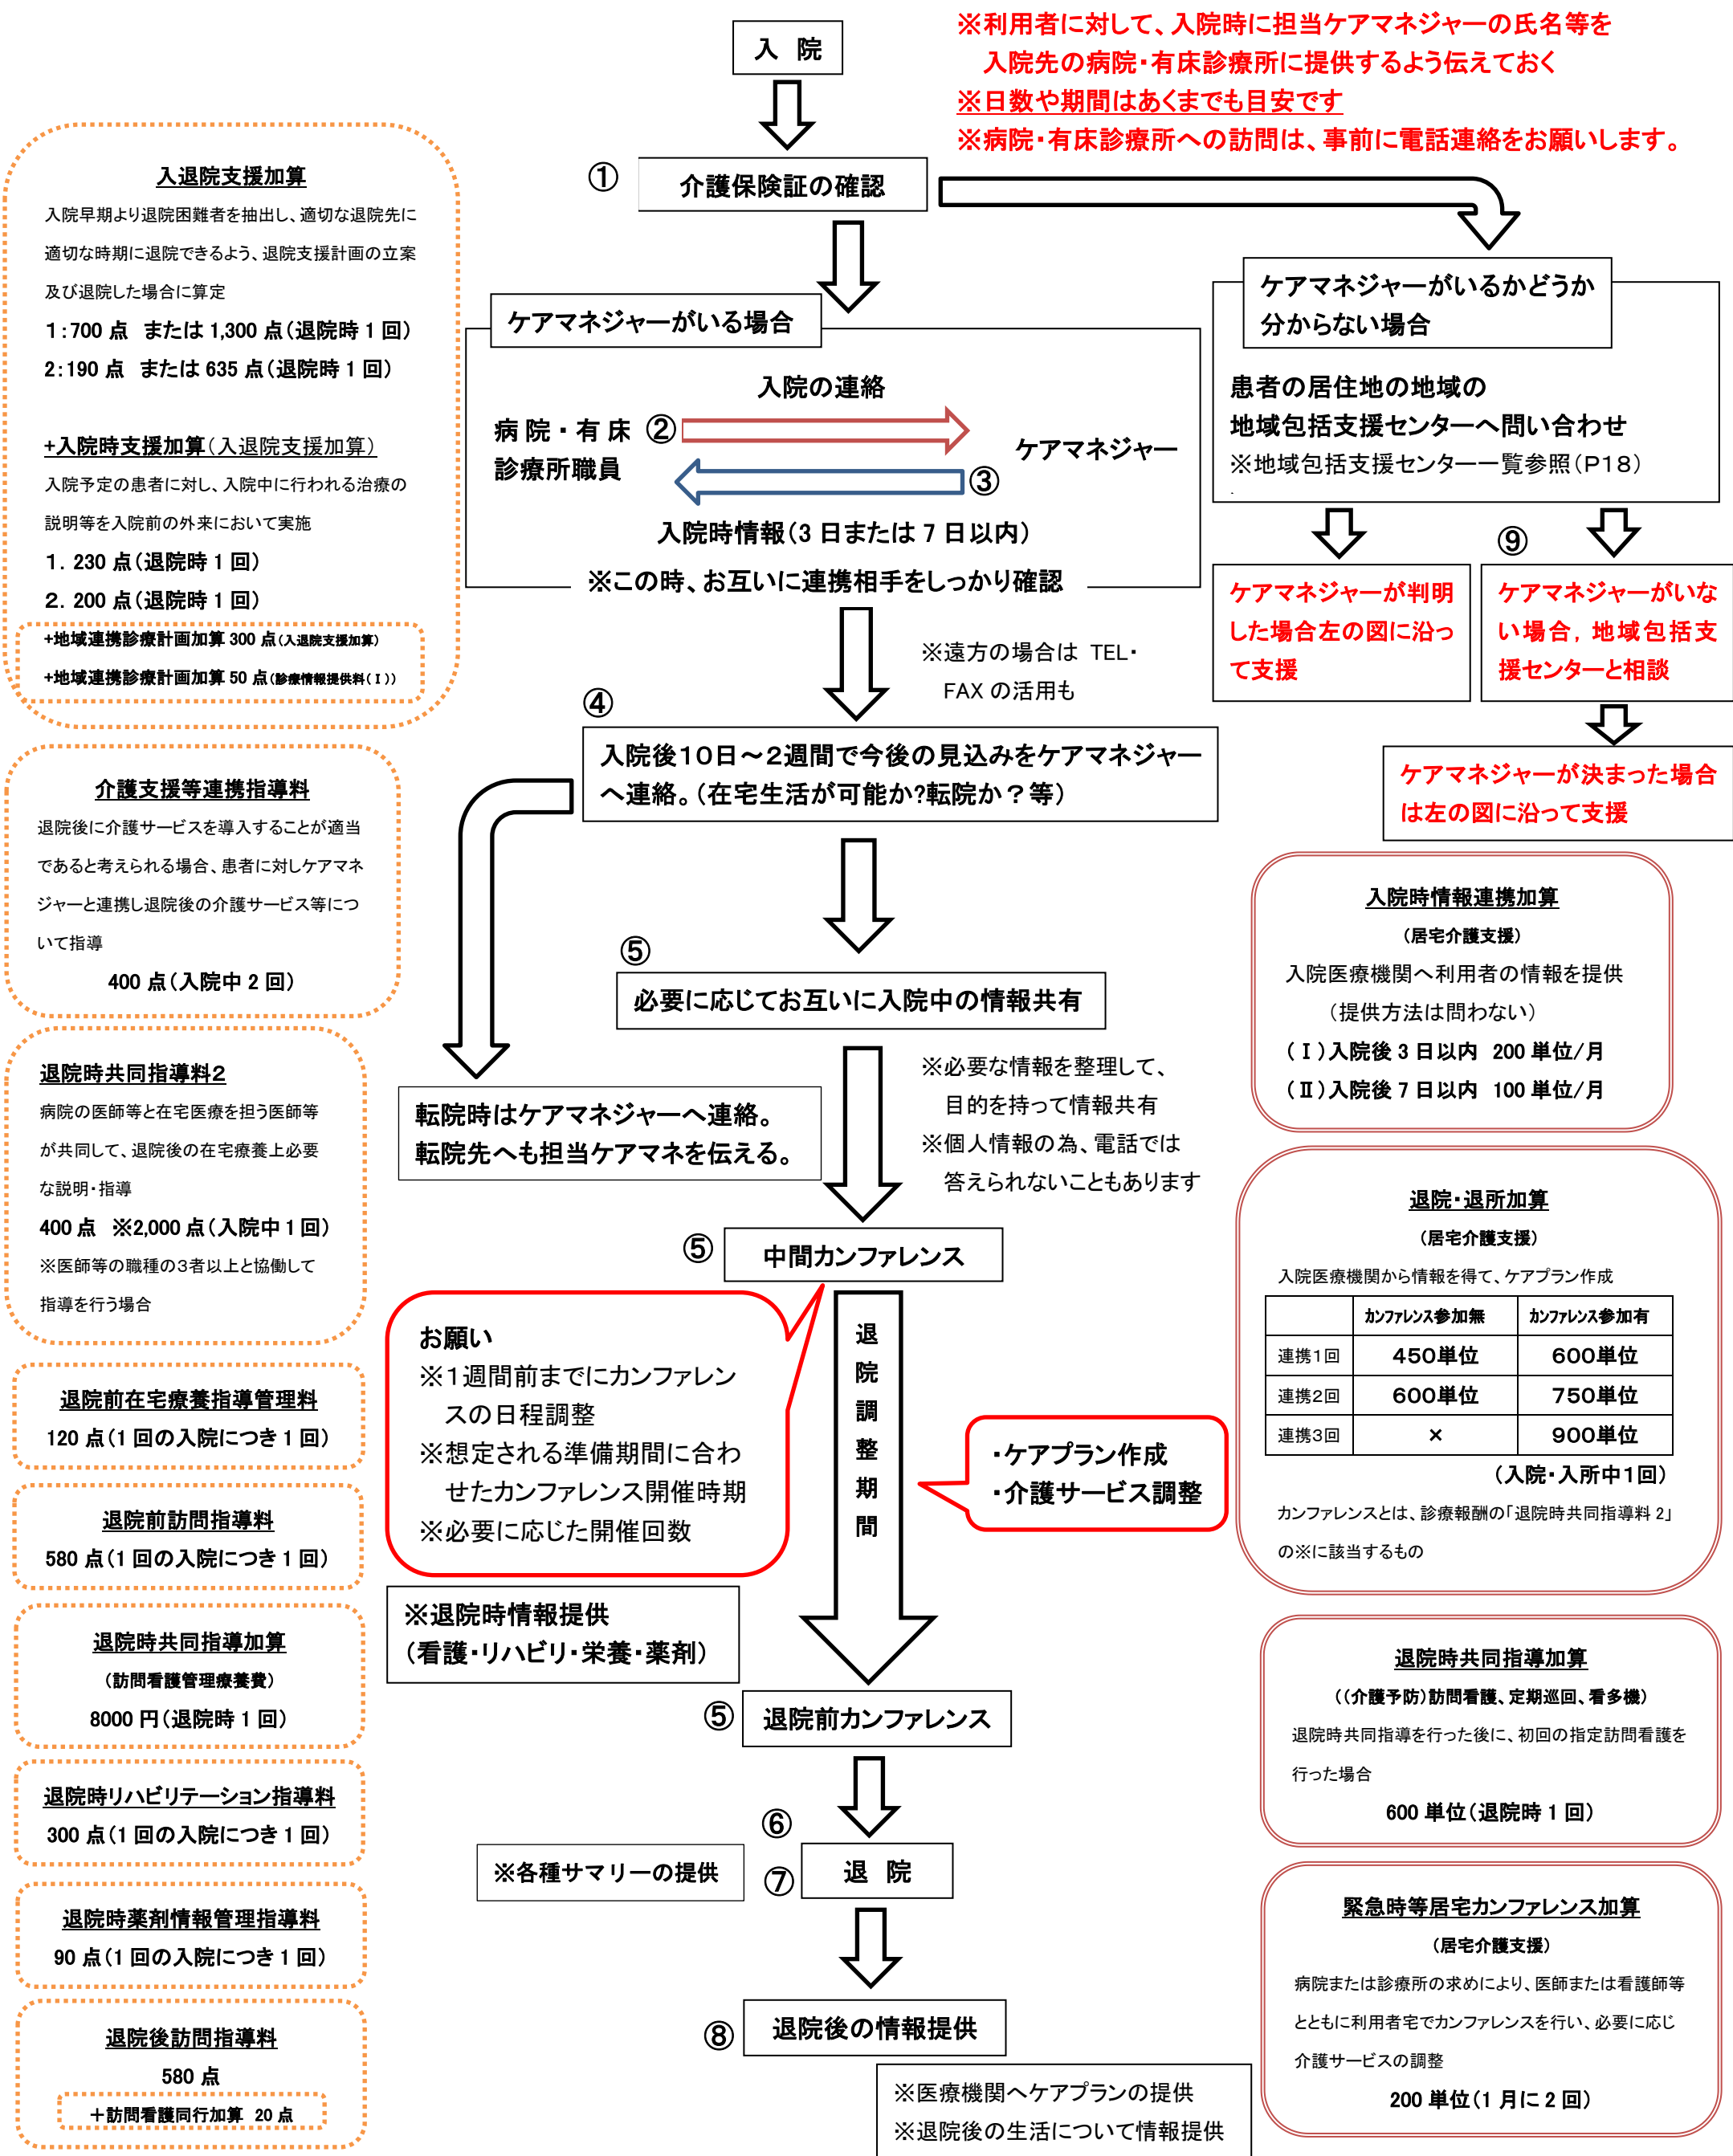 入 院
※利用者に対して、入院時に担当ケアマネジャーの氏名等を
入院先の病院・有床診療所に提供するよう伝えておく
※日数や期間はあくまでも目安です
※病院・有床診療所への訪問は、事前に電話連絡をお願いします。
① 介護保険証の確認
ケアマネジャーがいる場合
入院の連絡
病院・有床 ②
診療所職員
ケアマネジャー
③
入院時情報(3日または7日以内)
※この時、お互いに連携相手をしっかり確認
ケアマネジャーがいるかどうか
分からない場合
患者の居住地の地域の
地域包括支援センターへ問い合わせ
※地域包括支援センター一覧参照(P18)
ケアマネジャーが判明
した場合左の図に沿っ
て支援
⑨
ケアマネジャーがいな
い場合, 地域包括支
援センターと相談
ケアマネジャーが決まった場合
は左の図に沿って支援
※遠方の場合は TEL・
FAX の活用も
④
入院後10日～2週間で今後の見込みをケアマネジャー
へ連絡。(在宅生活が可能か?転院か？等)
⑤
必要に応じてお互いに入院中の情報共有
転院時はケアマネジャーへ連絡。
転院先へも担当ケアマネを伝える。
※必要な情報を整理して、
目的を持って情報共有
※個人情報の為、電話では
答えられないこともあります
⑤ 中間カンファレンス
お願い
※1週間前までにカンファレン
スの日程調整
※想定される準備期間に合わ
せたカンファレンス開催時期
※必要に応じた開催回数
退院調整期間
・ケアプラン作成
・介護サービス調整
※退院時情報提供
(看護・リハビリ・栄養・薬剤)
⑤ 退院前カンファレンス
⑥
※各種サマリーの提供
⑦ 退 院
⑧ 退院後の情報提供
※医療機関へケアプランの提供
※退院後の生活について情報提供
入退院支援加算
入院早期より退院困難者を抽出し、適切な退院先に
適切な時期に退院できるよう、退院支援計画の立案
及び退院した場合に算定
1:700 点 または 1,300 点(退院時 1 回)
2:190 点 または 635 点(退院時 1 回)
+入院時支援加算(入退院支援加算)
入院予定の患者に対し、入院中に行われる治療の
説明等を入院前の外来において実施
1. 230 点(退院時 1 回)
2. 200 点(退院時 1 回)
+地域連携診療計画加算 300 点(入退院支援加算)
+地域連携診療計画加算 50 点(診療情報提供料(Ⅰ))
介護支援等連携指導料
退院後に介護サービスを導入することが適当
であると考えられる場合、患者に対しケアマネ
ジャーと連携し退院後の介護サービス等につ
いて指導
400 点(入院中 2 回)
退院時共同指導料2
病院の医師等と在宅医療を担う医師等
が共同して、退院後の在宅療養上必要
な説明・指導
400 点 ※2,000 点(入院中 1 回)
※医師等の職種の3者以上と協働して
指導を行う場合
退院前在宅療養指導管理料
120 点(1 回の入院につき 1 回)
退院前訪問指導料
580 点(1 回の入院につき 1 回)
退院時共同指導加算
(訪問看護管理療養費)
8000 円(退院時 1 回)
退院時リハビリテーション指導料
300 点(1 回の入院につき 1 回)
退院時薬剤情報管理指導料
90 点(1 回の入院につき 1 回)
退院後訪問指導料
580 点
＋訪問看護同行加算 20 点
入院時情報連携加算
(居宅介護支援)
入院医療機関へ利用者の情報を提供
(提供方法は問わない)
(Ⅰ)入院後 3 日以内 200 単位/月
(Ⅱ)入院後 7 日以内 100 単位/月
退院・退所加算
(居宅介護支援)
入院医療機関から情報を得て、ケアプラン作成
カンファレンス参加無 カンファレンス参加有
連携1回 450単位 600単位
連携2回 600単位 750単位
連携3回 × 900単位
(入院・入所中1回)
カンファレンスとは、診療報酬の「退院時共同指導料 2」
の※に該当するもの
退院時共同指導加算
((介護予防)訪問看護、定期巡回、看多機)
退院時共同指導を行った後に、初回の指定訪問看護を
行った場合
600 単位(退院時 1 回)
緊急時等居宅カンファレンス加算
(居宅介護支援)
病院または診療所の求めにより、医師または看護師等
とともに利用者宅でカンファレンスを行い、必要に応じ
介護サービスの調整
200 単位(1 月に 2 回)